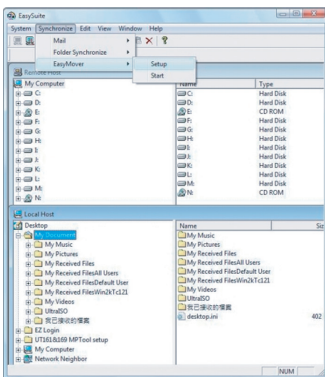 EasySuite
System Synchronize Edit View Window Help
Mail
Folder Synchronize
EasyMover
Setup
Start
Remote Host
My Computer
C:
D:
E:
F:
G:
H:
I:
J:
K:
L:
M:
N:
Name Type
C: Hard Disk
D: Hard Disk
E: CD ROM
F: Hard Disk
G: Hard Disk
H: Hard Disk
I: Hard Disk
J: Hard Disk
K: Hard Disk
L: Hard Disk
M: Hard Disk
N: CD ROM
Local Host
Desktop
My Document
My Music
My Pictures
My Received Files
My Received FilesAll Users
My Received FilesDefault User
My Received FilesWin2kTc121
My Videos
UltraISO
我已接收的檔案
EZ Login
UT161&169 MPTool setup
My Computer
Network Neighbor
Name Siz
My Music
My Pictures
My Received Files
My Received FilesAll Users
My Received FilesDefault User
My Received FilesWin2kTc121
My Videos
UltraISO
我已接收的檔案
desktop.ini 402
NUM